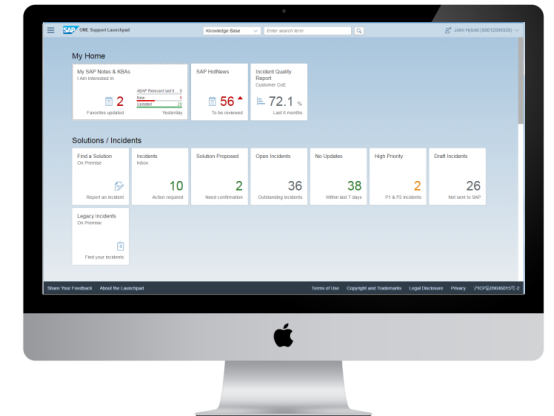 SAP ONE Support Launchpad
Knowledge Base
Enter search term
My Home
My SAP Notes & KBAs
I Am Interested in
2
Favorites updated
Yesterday
SAP HotNews
56
To be reviewed
Incident Quality
Report
Customer CoE
72.1 %
Last 6 months
Solutions / Incidents
Find a Solution
On Premise
Report an incident
Incidents
Inbox
10
Action required
Solution Proposed
2
Need confirmation
Open Incidents
36
Outstanding incidents
No Updates
38
Within last 7 days
High Priority
2
Draft Incidents
26
Not sent to SAP
Legacy Incidents
On Premise
Find your incidents
Share Your Feedback
About the Launchpad
Terms of Use
Copyright and Trademarks
Legal Disclosure
Privacy